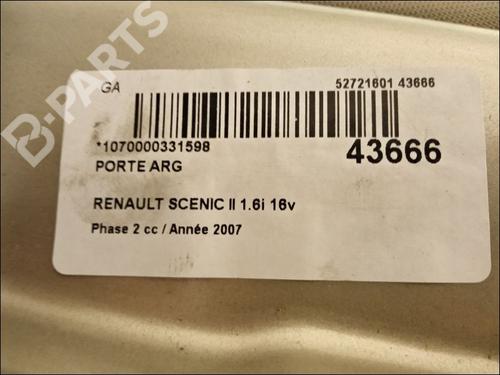 B-PARTS
GA
52721601 43666
*1070000331598
43666
PORTE ARG
RENAULT SCENIC II 1.6i 16v
Phase 2 cc / Année 2007